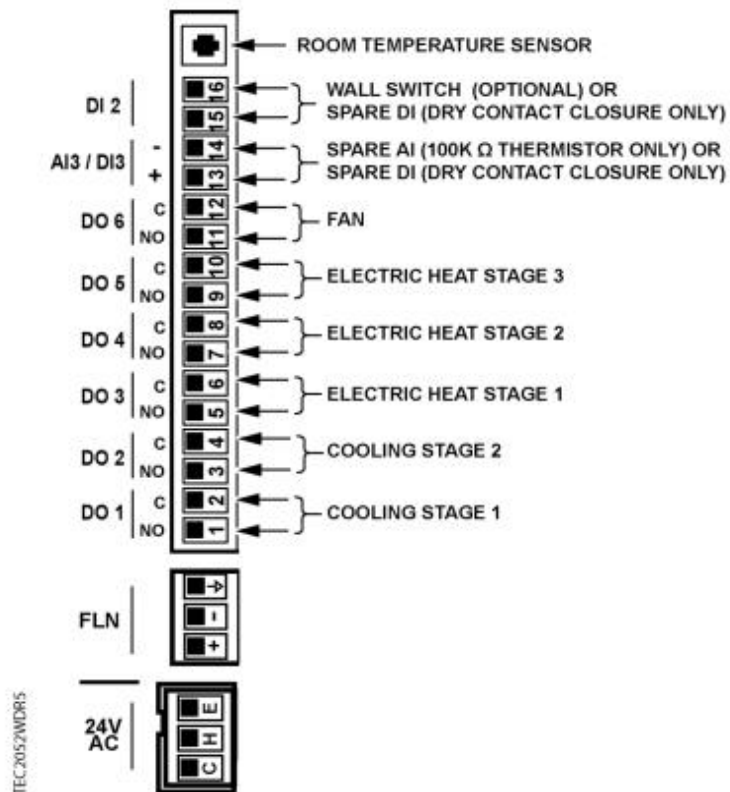 ROOM TEMPERATURE SENSOR
DI 2
16
15
WALL SWITCH (OPTIONAL) OR
SPARE DI (DRY CONTACT CLOSURE ONLY)
AI3 / DI3
-
+
14
13
SPARE AI (100K Ω THERMISTOR ONLY) OR
SPARE DI (DRY CONTACT CLOSURE ONLY)
DO 6
C
NO
12
11
FAN
DO 5
C
NO
10
9
ELECTRIC HEAT STAGE 3
DO 4
C
NO
8
7
ELECTRIC HEAT STAGE 2
DO 3
C
NO
6
5
ELECTRIC HEAT STAGE 1
DO 2
C
NO
4
3
COOLING STAGE 2
DO 1
C
NO
2
1
COOLING STAGE 1
FLN
-
+
24V
AC
E
H
C
TEC2052WDR5